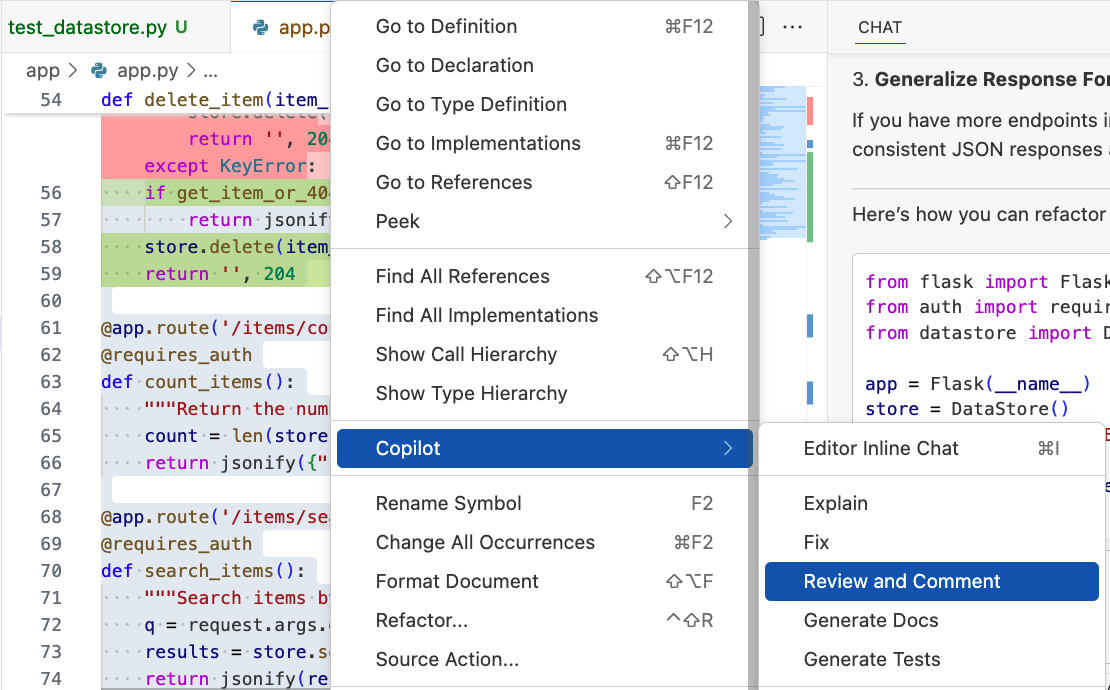 test_datastore.py U
app.p
app > app.py > ...
54 def delete_item(item_
store.delete(
return '', 204
except KeyError:
56 if get_item_or_40
57 return jsonif
58 store.delete(item_
59 return '', 204
60
61 @app.route('/items/co
62 @requires_auth
63 def count_items():
64 """Return the num
65 count = len(store
66 return jsonify({"
67
68 @app.route('/items/sea
69 @requires_auth
70 def search_items():
71 """Search items by
72 q = request.args.
73 results = store.se
74 return jsonify(re
Go to Definition ⌘F12
Go to Declaration
Go to Type Definition
Go to Implementations ⌘F12
Go to References ⇧F12
Peek >
Find All References ⇧⌥F12
Find All Implementations
Show Call Hierarchy ⇧⌥H
Show Type Hierarchy
Copilot >
Rename Symbol F2
Change All Occurrences ⌘F2
Format Document ⇧⌥F
Refactor... ^⇧R
Source Action...
Editor Inline Chat ⌘I
Explain
Fix
Review and Comment
Generate Docs
Generate Tests
...
CHAT
3. Generalize Response For
If you have more endpoints i
consistent JSON responses a
Here's how you can refactor
from flask import Flask
from auth import requir
from datastore import D
app = Flask(__name__)
store = DataStore()